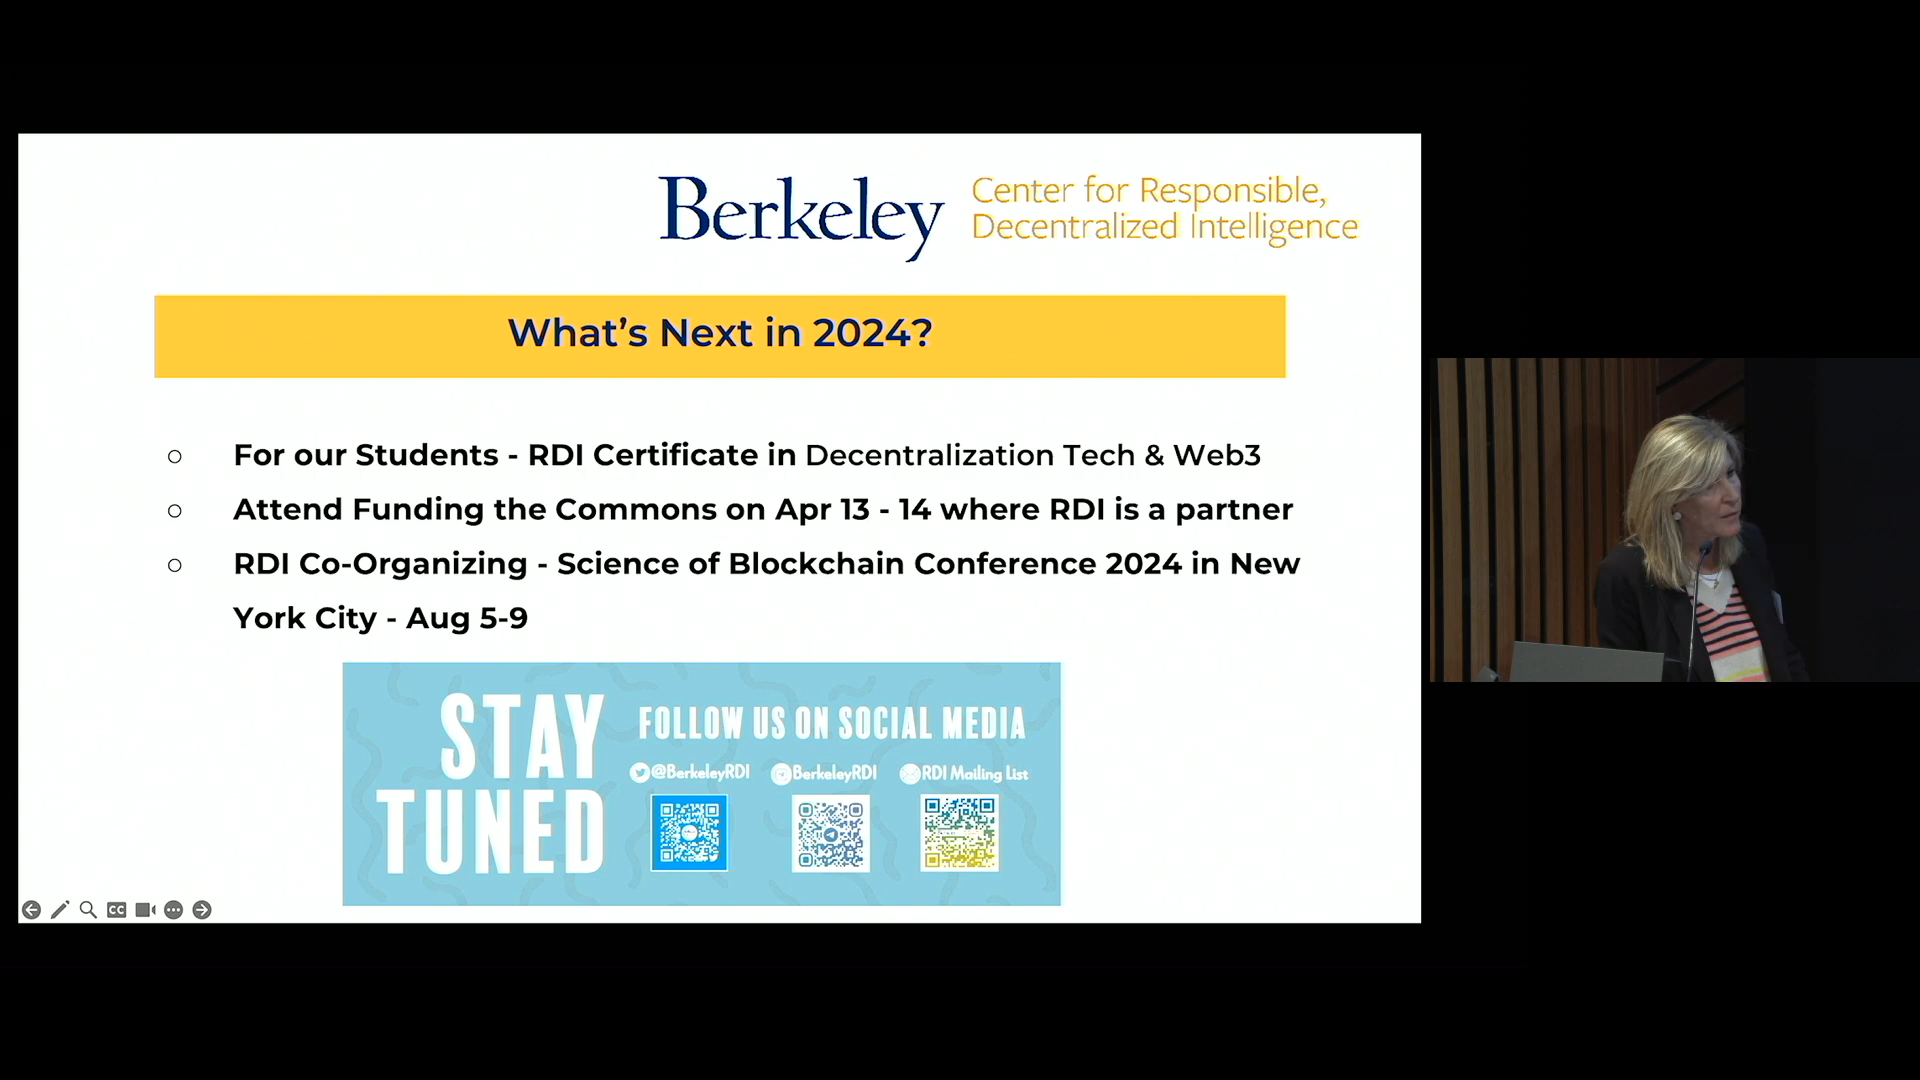 Berkeley
Center for Responsible,
Decentralized Intelligence
What's Next in 2024?
For our Students - RDI Certificate in Decentralization Tech & Web3
Attend Funding the Commons on Apr 13 - 14 where RDI is a partner
RDI Co-Organizing - Science of Blockchain Conference 2024 in New
York City - Aug 5-9
STAY
TUNED
FOLLOW US ON SOCIAL MEDIA
@BerkeleyRDI BerkeleyRDI RDI Mailing List
CC